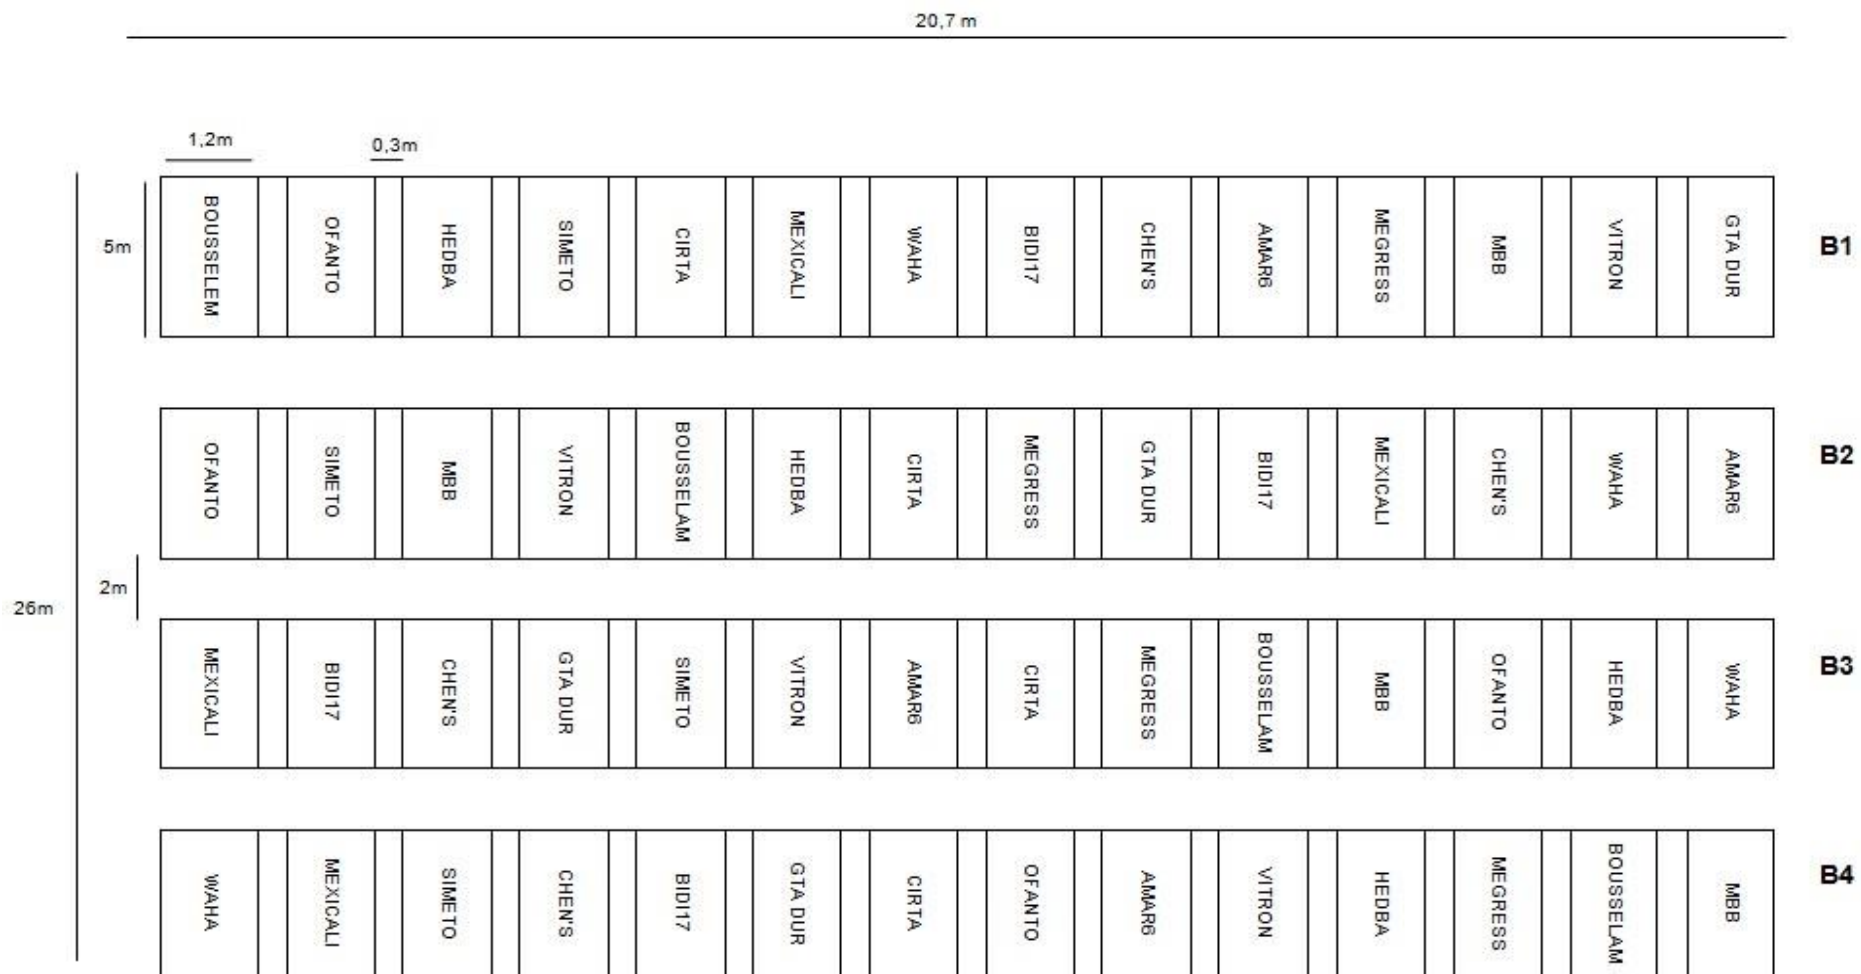 20,7 m
1,2m
0,3m
5m
BOUSSELEM
OFANTO
HEDBA
SIMETO
CIRTA
MEXICALI
WAHA
BIDI17
CHEN'S
AMAR6
MEGRESS
MBB
VITRON
GTA DUR
B1
OFANTO
SIMETO
MBB
VITRON
BOUSSELAM
HEDBA
CIRTA
MEGRESS
GTA DUR
BIDI17
MEXICALI
CHEN'S
WAHA
AMAR6
B2
2m
26m
MEXICALI
BIDI17
CHEN'S
GTA DUR
SIMETO
VITRON
AMAR6
CIRTA
MEGRESS
BOUSSELAM
MBB
OFANTO
HEDBA
WAHA
B3
WAHA
MEXICALI
SIMETO
CHEN'S
BIDI17
GTA DUR
CIRTA
OFANTO
AMAR6
VITRON
HEDBA
MEGRESS
BOUSSELAM
MBB
B4